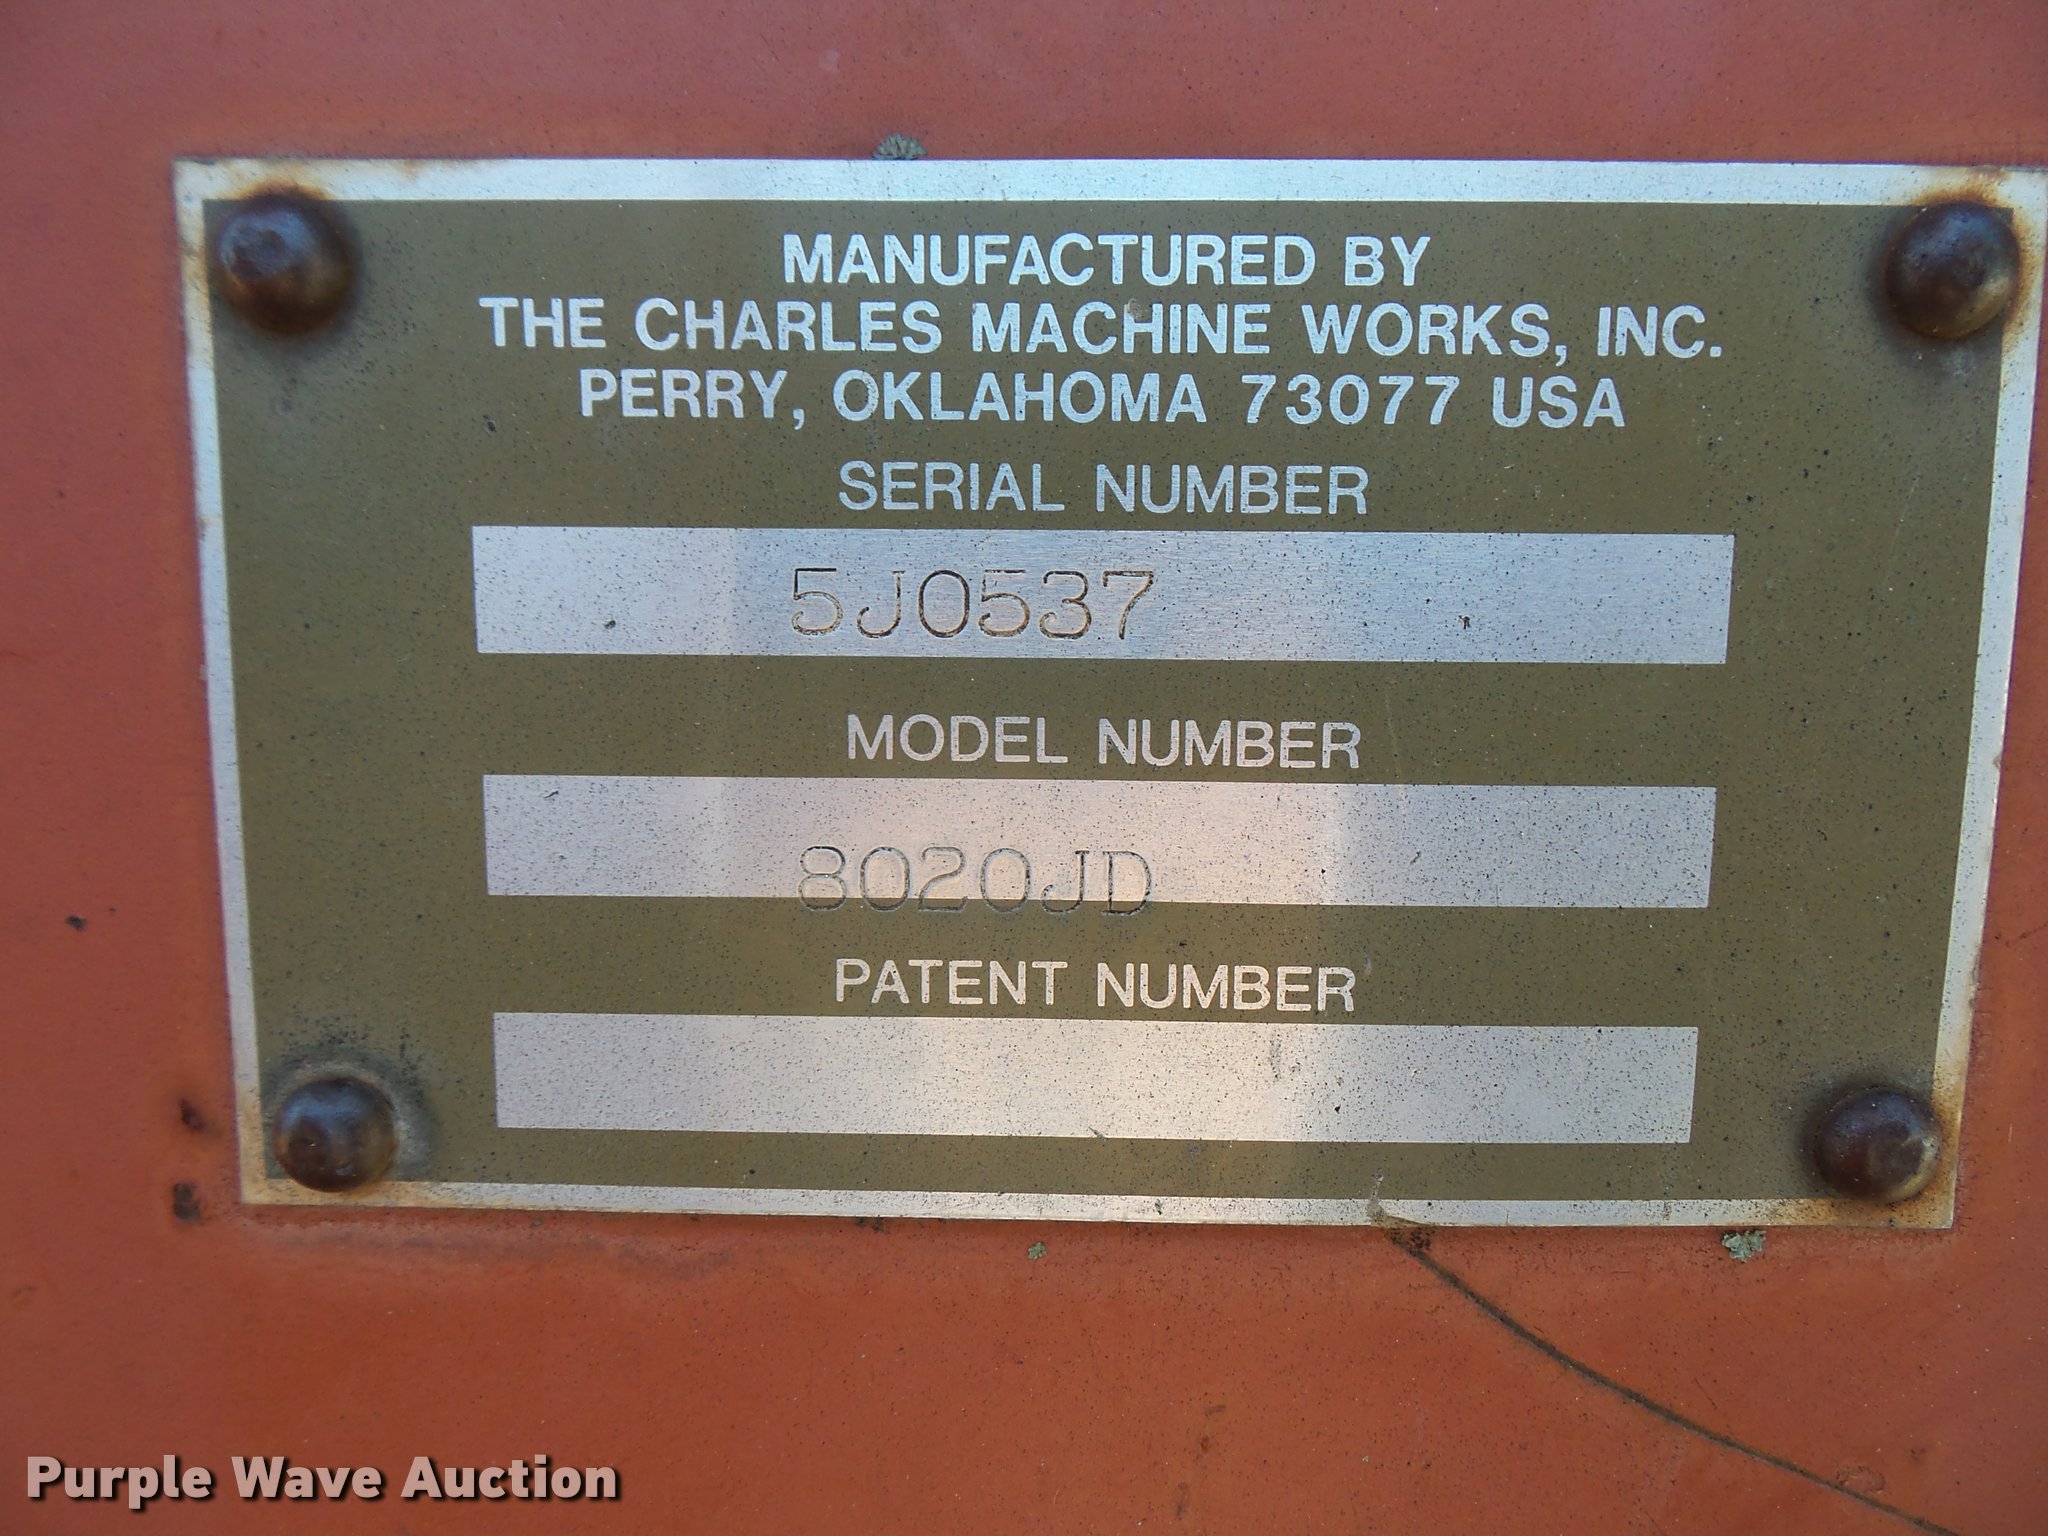 MANUFACTURED BY
THE CHARLES MACHINE WORKS, INC.
PERRY, OKLAHOMA 73077 USA
SERIAL NUMBER
5J0537
MODEL NUMBER
8020JD
PATENT NUMBER
Purple Wave Auction